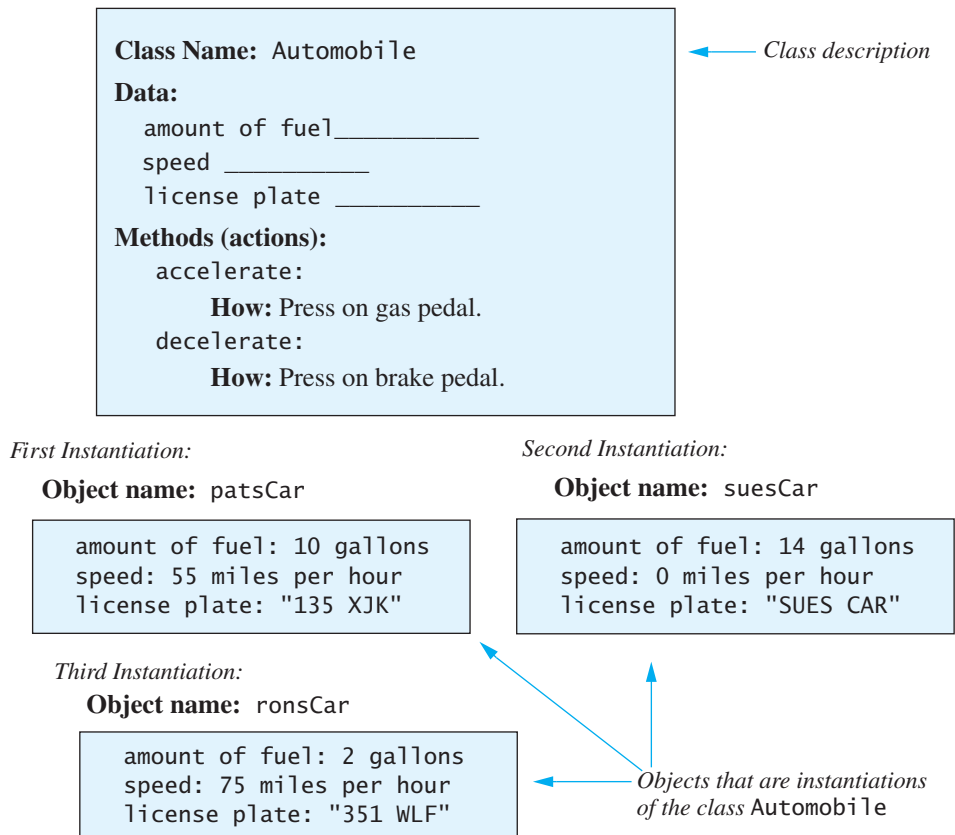 Class Name: Automobile
Class description
Data:
amount of fuel__________
speed __________
license plate __________
Methods (actions):
accelerate:
How: Press on gas pedal.
decelerate:
How: Press on brake pedal.
First Instantiation:
Object name: patsCar
amount of fuel: 10 gallons
speed: 55 miles per hour
license plate: "135 XJK"
Second Instantiation:
Object name: suesCar
amount of fuel: 14 gallons
speed: 0 miles per hour
license plate: "SUES CAR"
Third Instantiation:
Object name: ronsCar
amount of fuel: 2 gallons
speed: 75 miles per hour
license plate: "351 WLF"
Objects that are instantiations
of the class Automobile